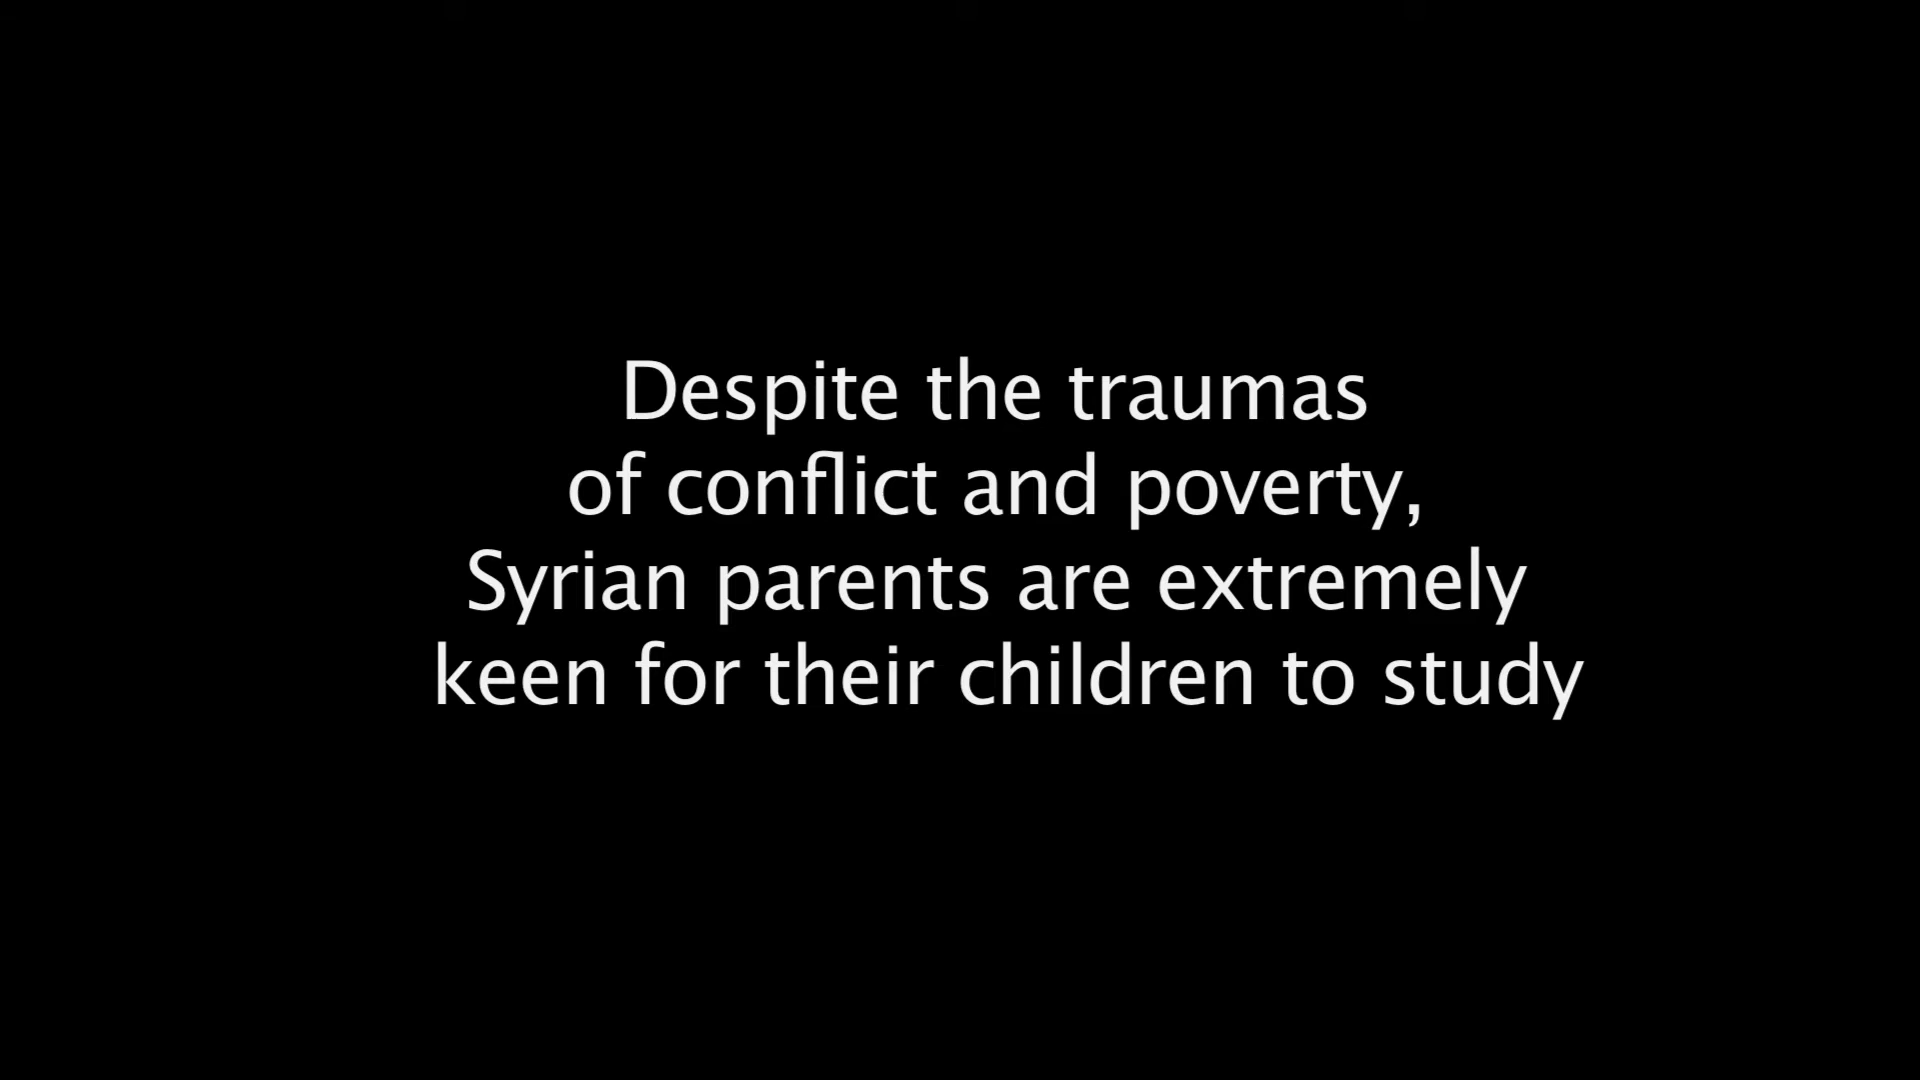 Despite the traumas
of conflict and poverty,
Syrian parents are extremely
keen for their children to study